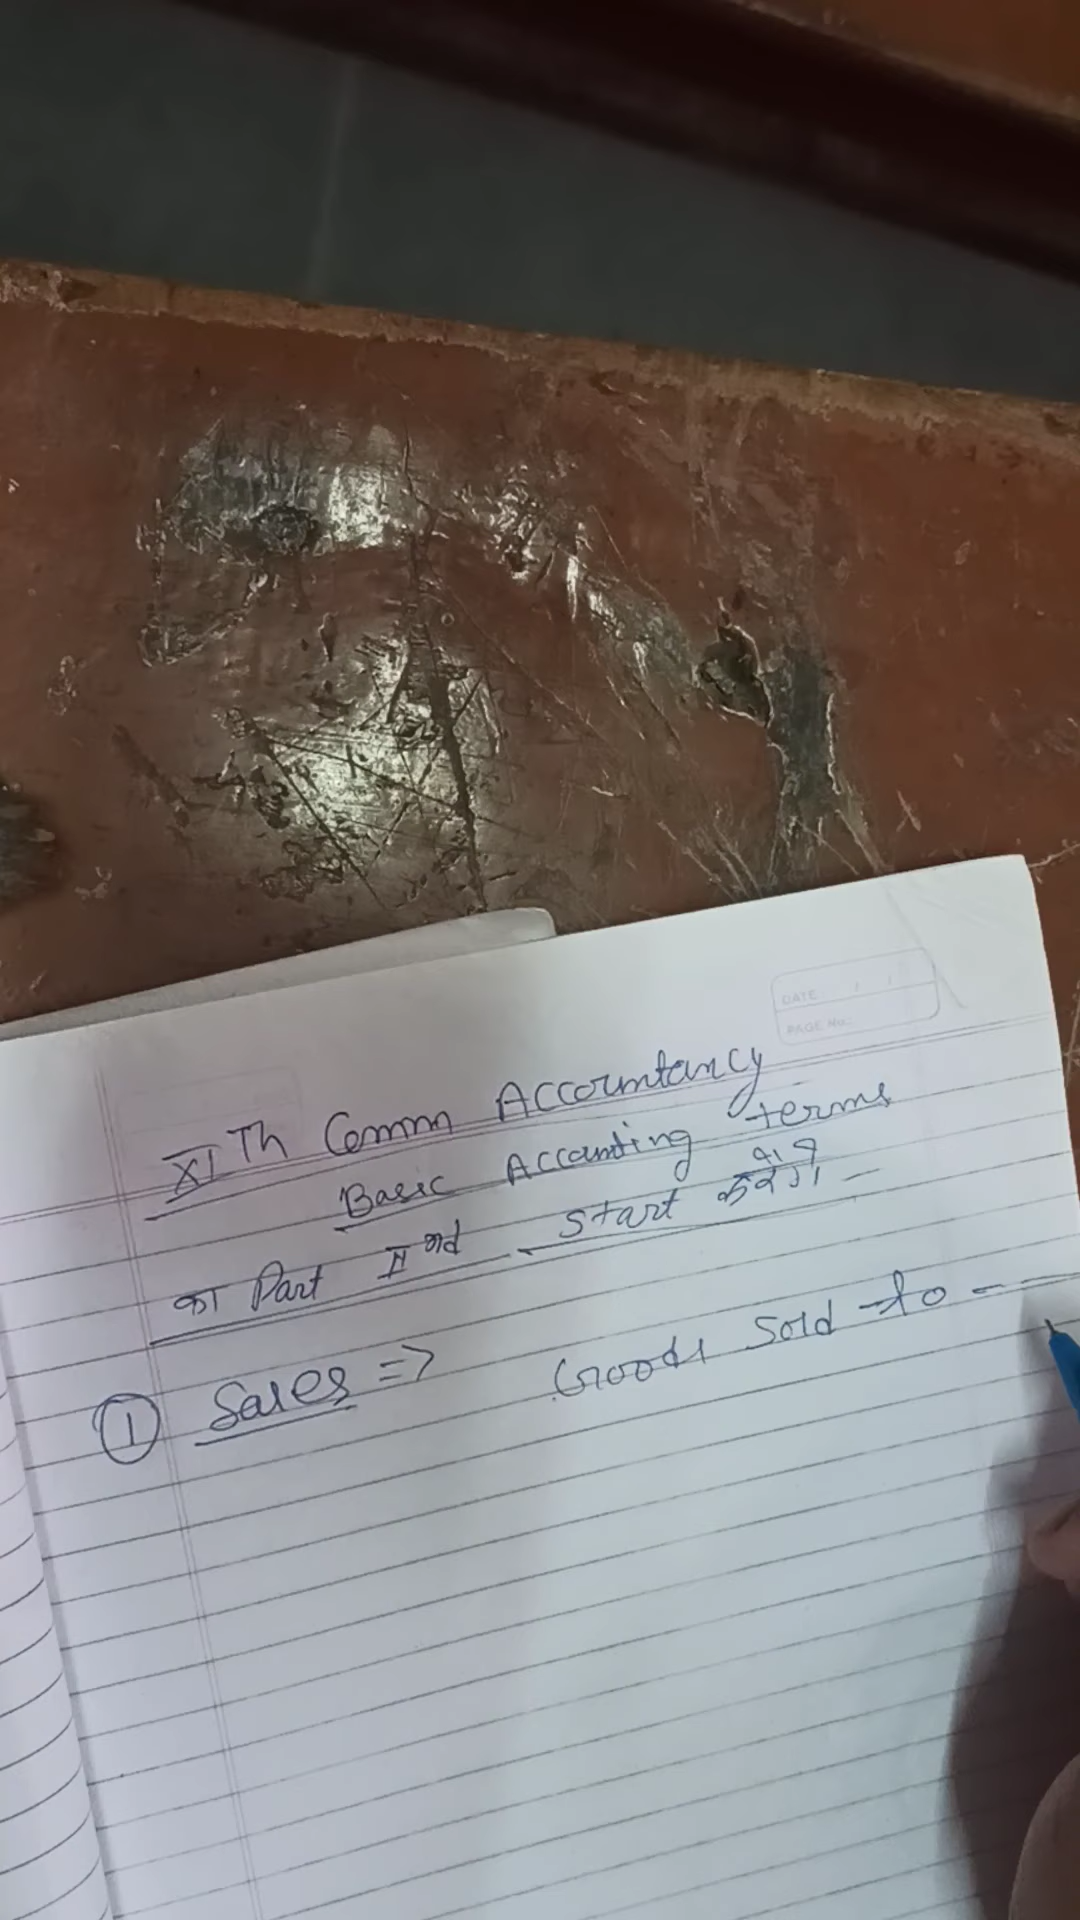 DATE / /
PAGE No.:
XI Th Comm Accountancy
Basic Accounting terms
का Part II start करेंगे -
① Sales => Goods Sold to --